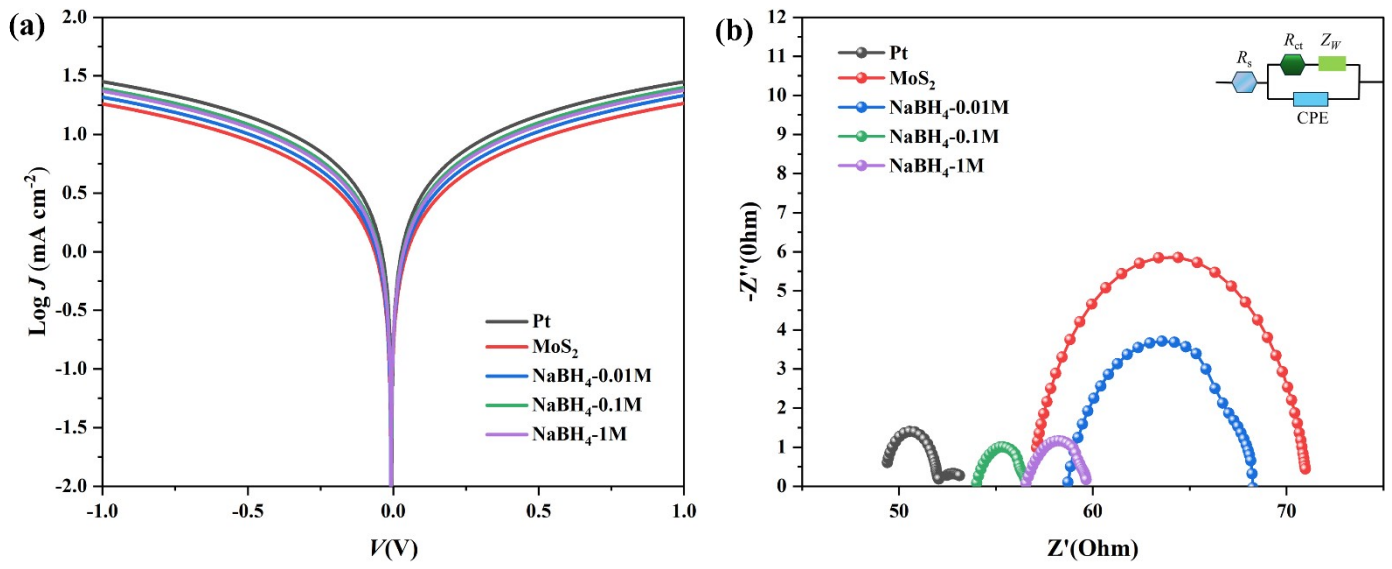 (a)
2.0
1.5
1.0
0.5
0.0
-0.5
-1.0
-1.5
-2.0
Log J (mA cm⁻²)
-1.0
-0.5
0.0
0.5
1.0
V(V)
Pt
MoS₂
NaBH₄-0.01M
NaBH₄-0.1M
NaBH₄-1M
(b)
12
11
10
9
8
7
6
5
4
3
2
1
0
-Z''(0hm)
50
60
70
Z'(Ohm)
Pt
MoS₂
NaBH₄-0.01M
NaBH₄-0.1M
NaBH₄-1M
Rₛ
R_ct
Z_W
CPE